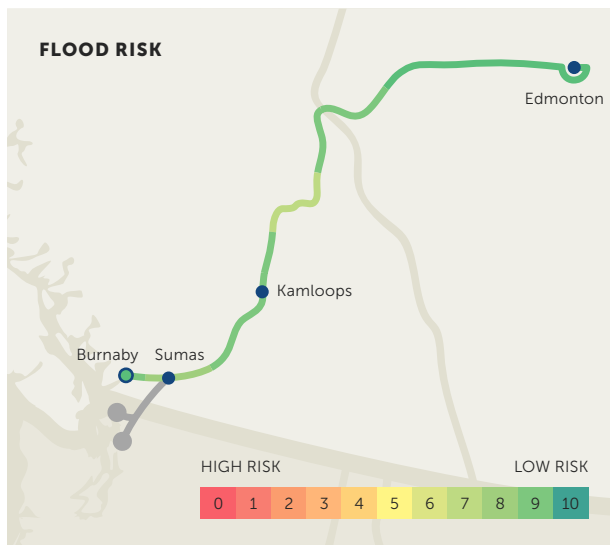 FLOOD RISK
Edmonton
Kamloops
Burnaby Sumas
HIGH RISK LOW RISK
0 1 2 3 4 5 6 7 8 9 10